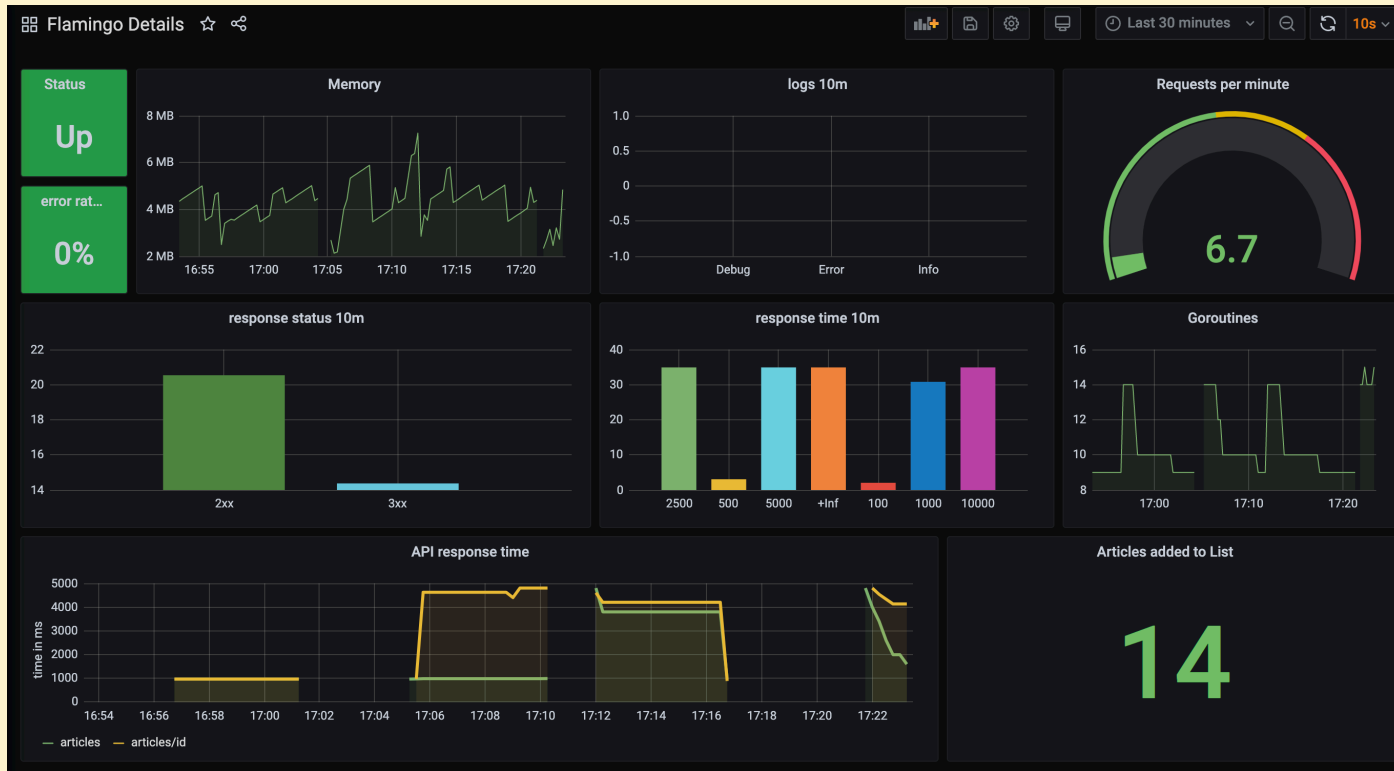 Flamingo Details
Last 30 minutes
10s
Status
Up
error rat...
0%
Memory
8 MB
6 MB
4 MB
2 MB
16:55 17:00 17:05 17:10 17:15 17:20
logs 10m
1.0
0.5
0
-0.5
-1.0
Debug Error Info
Requests per minute
6.7
response status 10m
22
20
18
16
14
2xx 3xx
response time 10m
40
30
20
10
0
2500 500 5000 +Inf 100 1000 10000
Goroutines
16
14
12
10
8
17:00 17:10 17:20
API response time
time in ms
5000
4000
3000
2000
1000
0
16:54 16:56 16:58 17:00 17:02 17:04 17:06 17:08 17:10 17:12 17:14 17:16 17:18 17:20 17:22
articles articles/id
Articles added to List
14